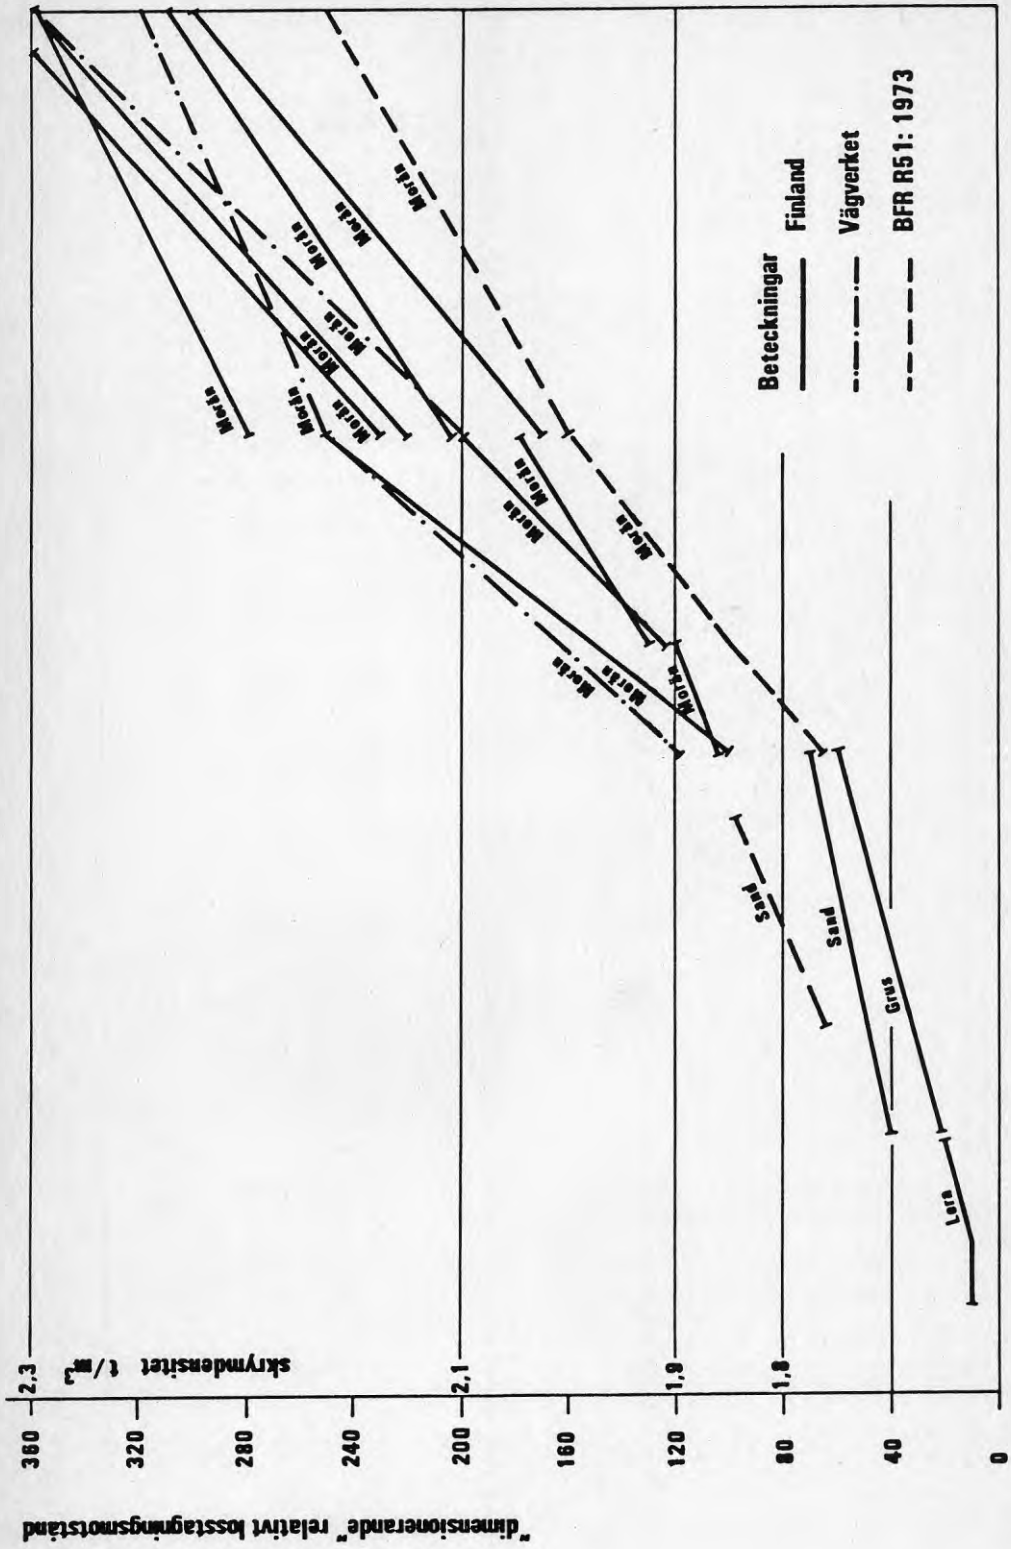 "dimensionerande" relativt losstagningsmotstånd
skrymdensitet t/m³
360
320
280
240
200
160
120
80
40
0
2,3
2,1
1,9
1,8
Morän
Morän
Morän
Morän
Morän
Morän
Morän
Morän
Morän
Morän
Morän
Morän
Morän
Morän
Sand
Sand
Grus
Lera
Beteckningar
Finland
Vägverket
BFR R51: 1973